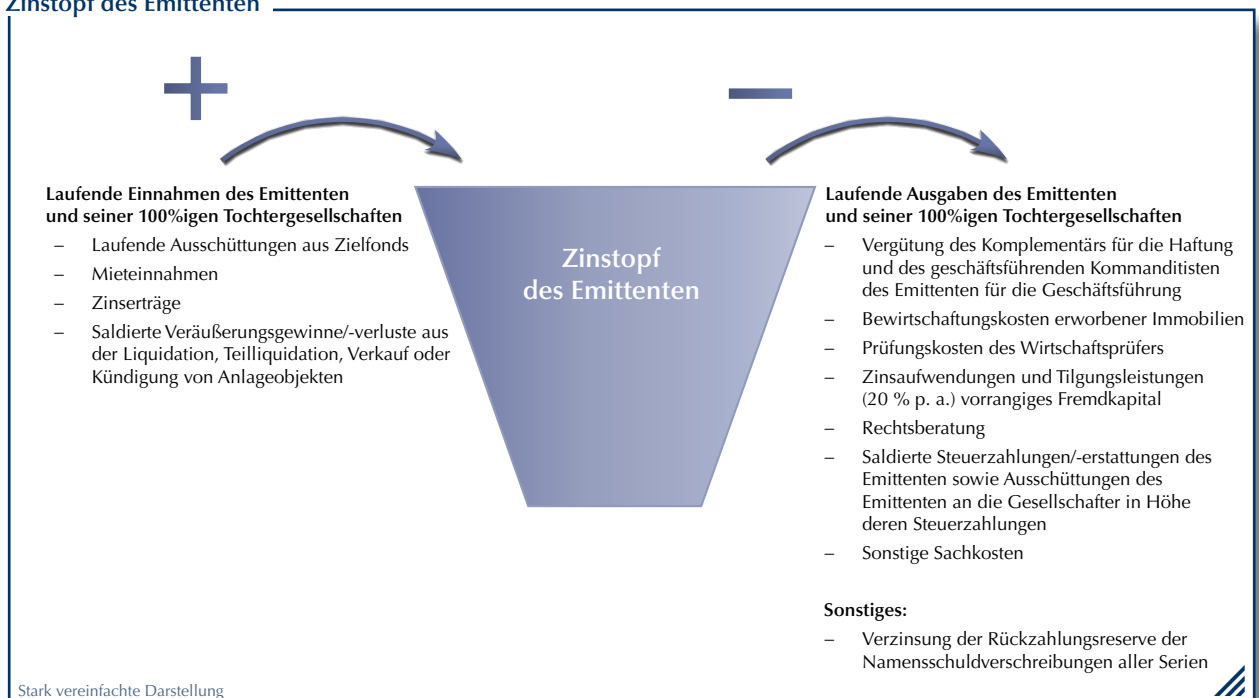 Zinstopf des Emittenten
Laufende Einnahmen des Emittenten
und seiner 100%igen Tochtergesellschaften
– Laufende Ausschüttungen aus Zielfonds
– Mieteinnahmen
– Zinserträge
– Saldierte Veräußerungsgewinne/-verluste aus
der Liquidation, Teilliquidation, Verkauf oder
Kündigung von Anlageobjekten
Zinstopf
des Emittenten
Laufende Ausgaben des Emittenten
und seiner 100%igen Tochtergesellschaften
– Vergütung des Komplementärs für die Haftung
und des geschäftsführenden Kommanditisten
des Emittenten für die Geschäftsführung
– Bewirtschaftungskosten erworbener Immobilien
– Prüfungskosten des Wirtschaftsprüfers
– Zinsaufwendungen und Tilgungsleistungen
(20 % p. a.) vorrangiges Fremdkapital
– Rechtsberatung
– Saldierte Steuerzahlungen/-erstattungen des
Emittenten sowie Ausschüttungen des
Emittenten an die Gesellschafter in Höhe
deren Steuerzahlungen
– Sonstige Sachkosten
Sonstiges:
– Verzinsung der Rückzahlungsreserve der
Namensschuldverschreibungen aller Serien
Stark vereinfachte Darstellung